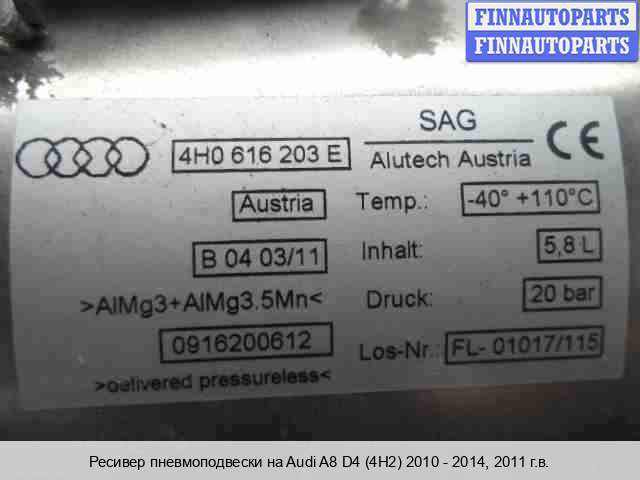 FINNAUTOPARTS
FINNAUTOPARTS
4H0 616 203 E
SAG
Alutech Austria
CE
Austria
Temp.: -40° +110°C
B 04 03/11
Inhalt: 5,8 L
>AlMg3+AlMg3.5Mn<
Druck: 20 bar
0916200612
Los-Nr.: FL- 01017/115
>delivered pressureless<
Ресивер пневмоподвески на Audi A8 D4 (4H2) 2010 - 2014, 2011 г.в.